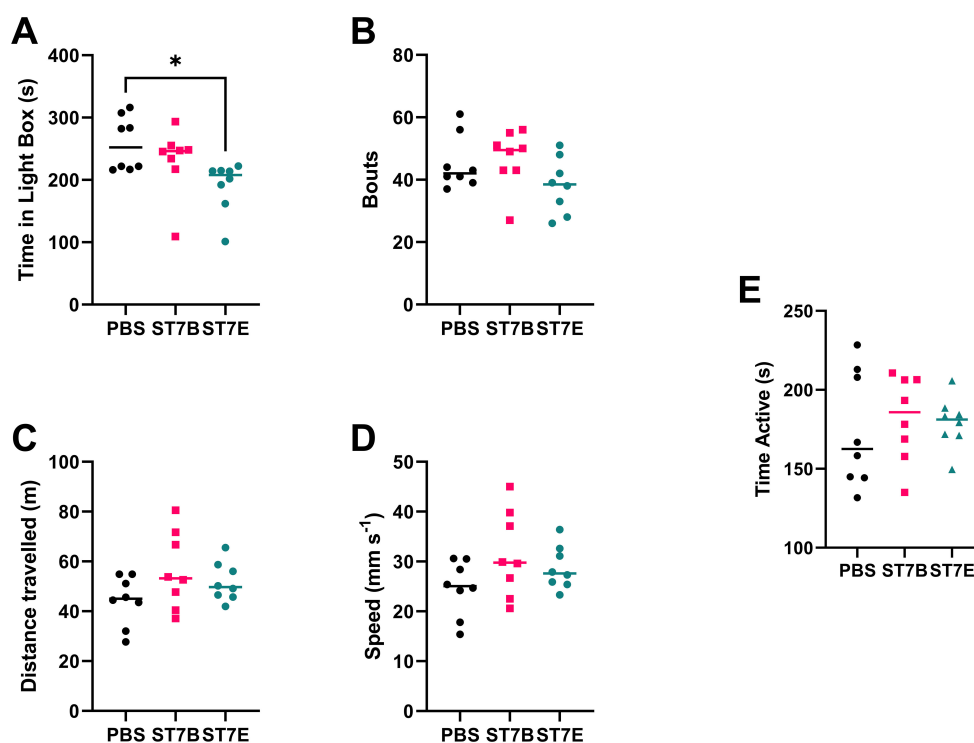 A
Time in Light Box (s)
400
300
200
100
0
*
PBS ST7B ST7E
B
Bouts
80
60
40
20
0
PBS ST7B ST7E
E
Time Active (s)
250
200
150
100
PBS ST7B ST7E
C
Distance travelled (m)
100
80
60
40
20
0
PBS ST7B ST7E
D
Speed (mm s⁻¹)
50
40
30
20
10
0
PBS ST7B ST7E